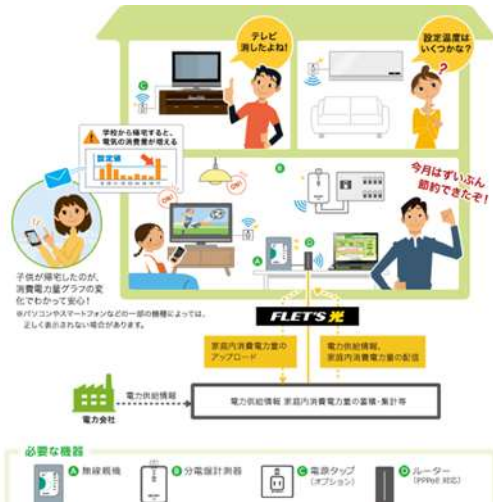 テレビ
消したよね!
設定温度は
いくつかな?
?
C
学校から帰宅すると、
電気の消費量が増える
設定値
B
ON!
ON!
今月はずいぶん
節約できたぞ!
A
D
子供が帰宅したのが、
消費電力量グラフの変
化でわかって安心!
※パソコンやスマートフォンなどの一部の機種によっては、
正しく表示されない場合があります。
FLET'S 光
家庭内消費電力量の
アップロード
電力供給情報、
家庭内消費電力量の配信
電力会社
電力供給情報
電力供給情報 家庭内消費電力量の蓄積・集計等
必要な機器
A 無線親機
B 分電盤計測器
C 電源タップ
(オプション)
D ルーター
(PPPoE 対応)